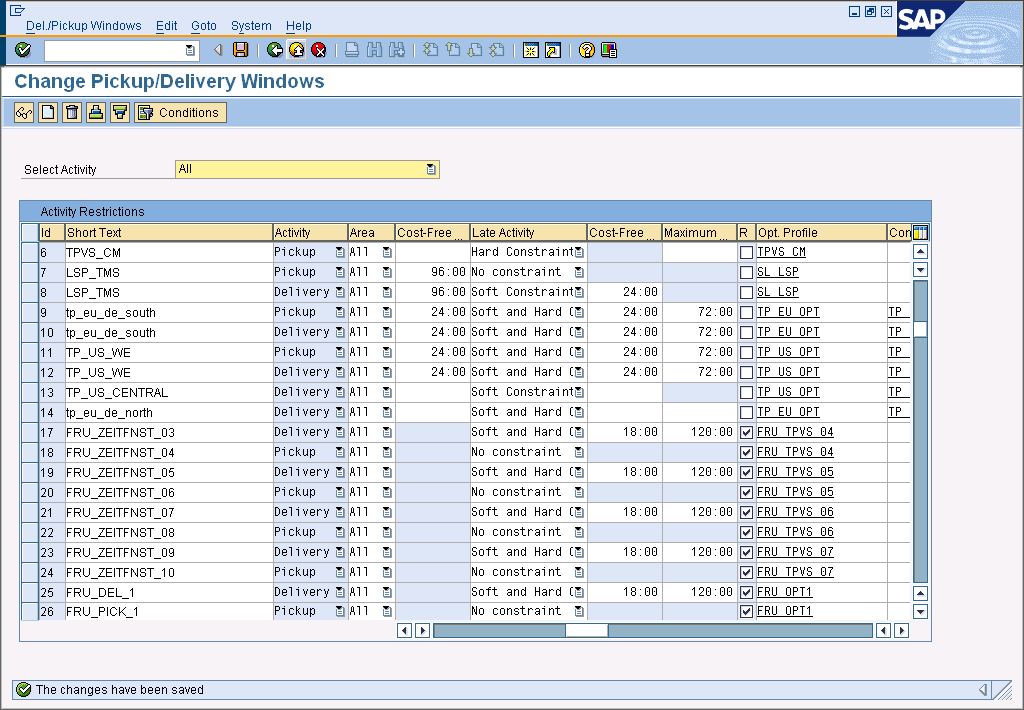 Del./Pickup Windows Edit Goto System Help
SAP
Change Pickup/Delivery Windows
Conditions
Select Activity All
Activity Restrictions
Id Short Text Activity Area Cost-Free ... Late Activity Cost-Free ... Maximum ... R Opt. Profile Con
6 TPVS_CM Pickup All Hard Constraint TPVS_CM
7 LSP_TMS Pickup All 96:00 No constraint SL_LSP
8 LSP_TMS Delivery All 96:00 Soft Constraint 24:00 SL_LSP
9 tp_eu_de_south Pickup All 24:00 Soft and Hard C 24:00 72:00 TP_EU_OPT TP_
10 tp_eu_de_south Delivery All 24:00 Soft and Hard C 24:00 72:00 TP_EU_OPT TP_
11 TP_US_WE Pickup All 24:00 Soft and Hard C 24:00 72:00 TP_US_OPT TP_
12 TP_US_WE Delivery All 24:00 Soft and Hard C 24:00 72:00 TP_US_OPT TP_
13 TP_US_CENTRAL Delivery All Soft Constraint TP_US_OPT TP_
14 tp_eu_de_north Delivery All Soft and Hard C TP_EU_OPT TP_
17 FRU_ZEITFNST_03 Delivery All Soft and Hard C 18:00 120:00 FRU_TPVS_04
18 FRU_ZEITFNST_04 Pickup All No constraint FRU_TPVS_04
19 FRU_ZEITFNST_05 Delivery All Soft and Hard C 18:00 120:00 FRU_TPVS_05
20 FRU_ZEITFNST_06 Pickup All No constraint FRU_TPVS_05
21 FRU_ZEITFNST_07 Delivery All Soft and Hard C 18:00 120:00 FRU_TPVS_06
22 FRU_ZEITFNST_08 Pickup All No constraint FRU_TPVS_06
23 FRU_ZEITFNST_09 Delivery All Soft and Hard C 18:00 120:00 FRU_TPVS_07
24 FRU_ZEITFNST_10 Pickup All No constraint FRU_TPVS_07
25 FRU_DEL_1 Delivery All Soft and Hard C 18:00 120:00 FRU_OPT1
26 FRU_PICK_1 Pickup All No constraint FRU_OPT1
The changes have been saved